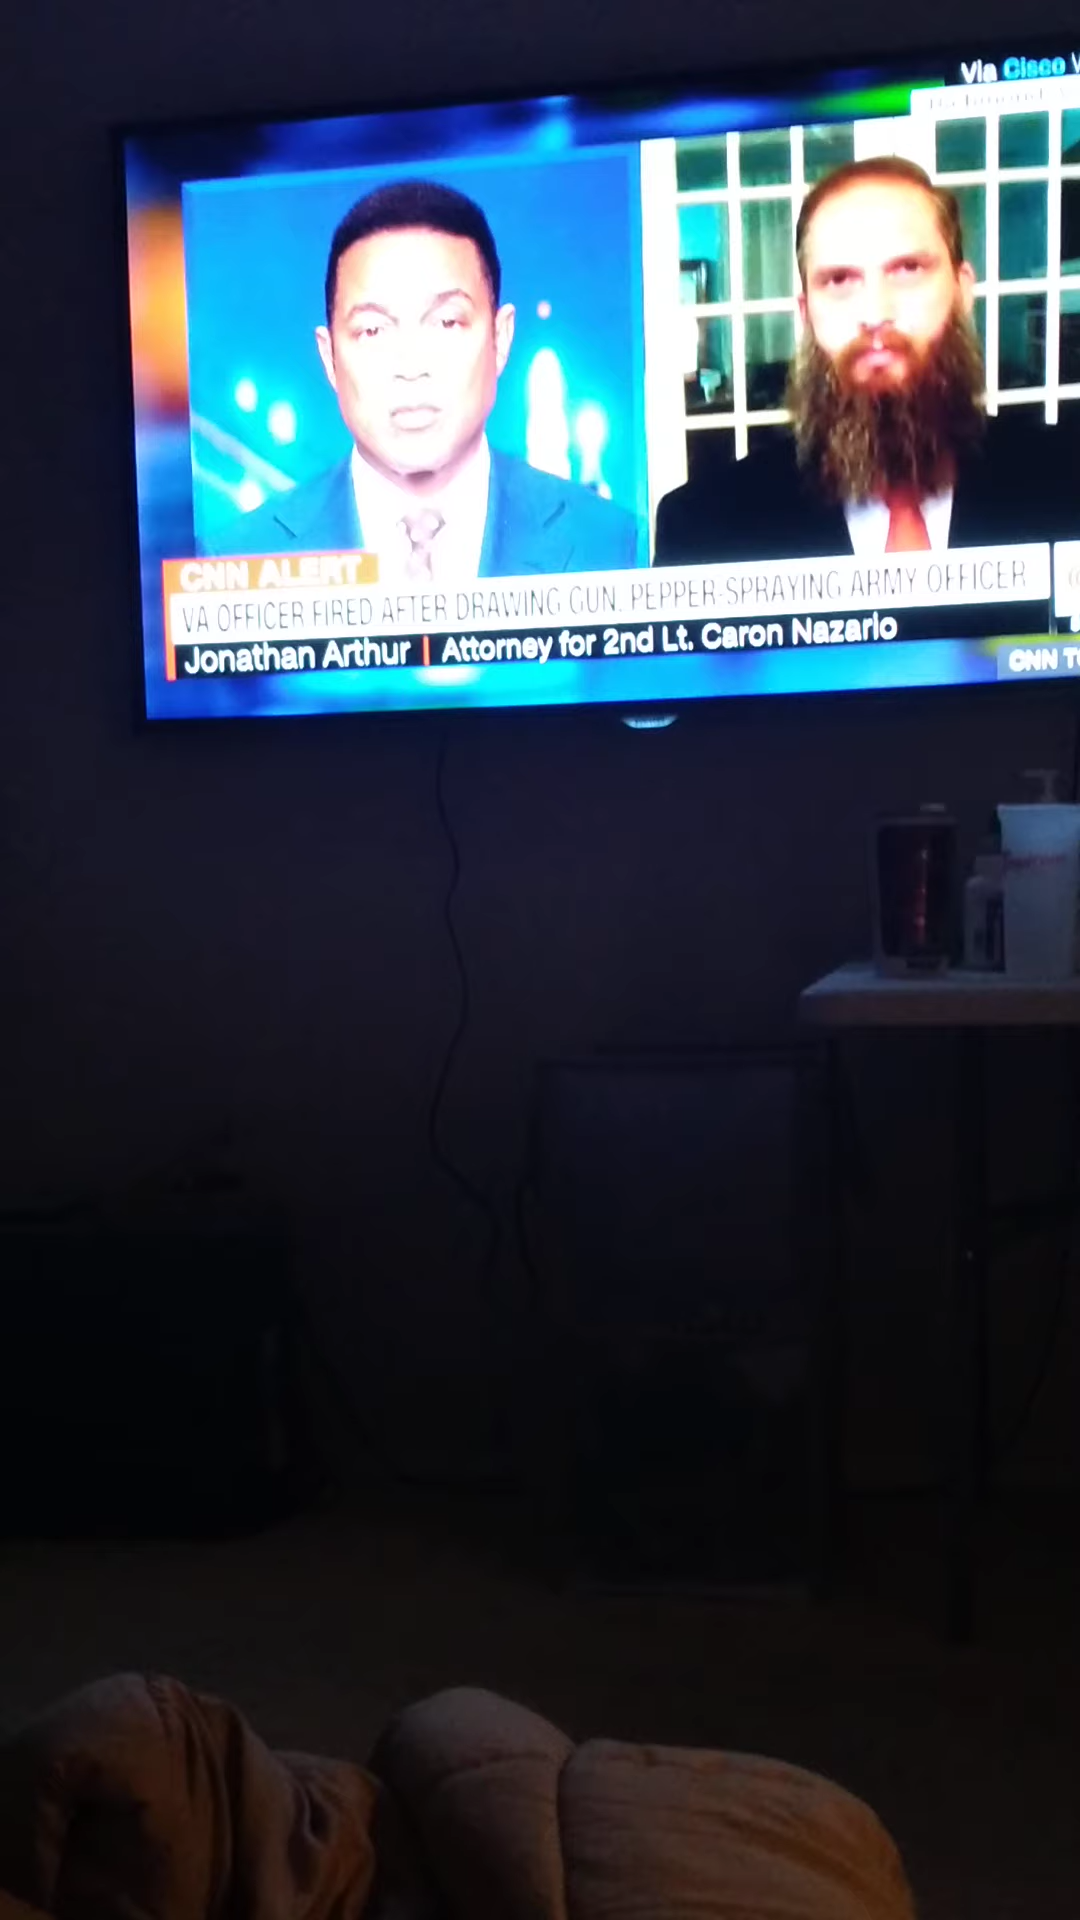 Via Cisco
CNN ALERT
VA OFFICER FIRED AFTER DRAWING GUN, PEPPER-SPRAYING ARMY OFFICER
Jonathan Arthur | Attorney for 2nd Lt. Caron Nazario
CNN